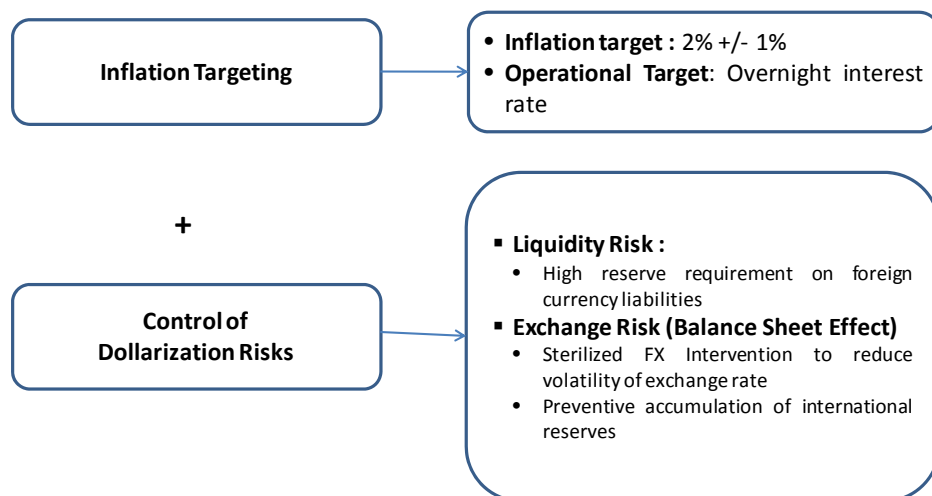 Inflation Targeting
• Inflation target : 2% +/- 1%
• Operational Target: Overnight interest
rate
+
Control of
Dollarization Risks
▪ Liquidity Risk :
• High reserve requirement on foreign
currency liabilities
▪ Exchange Risk (Balance Sheet Effect)
• Sterilized FX Intervention to reduce
volatility of exchange rate
• Preventive accumulation of international
reserves